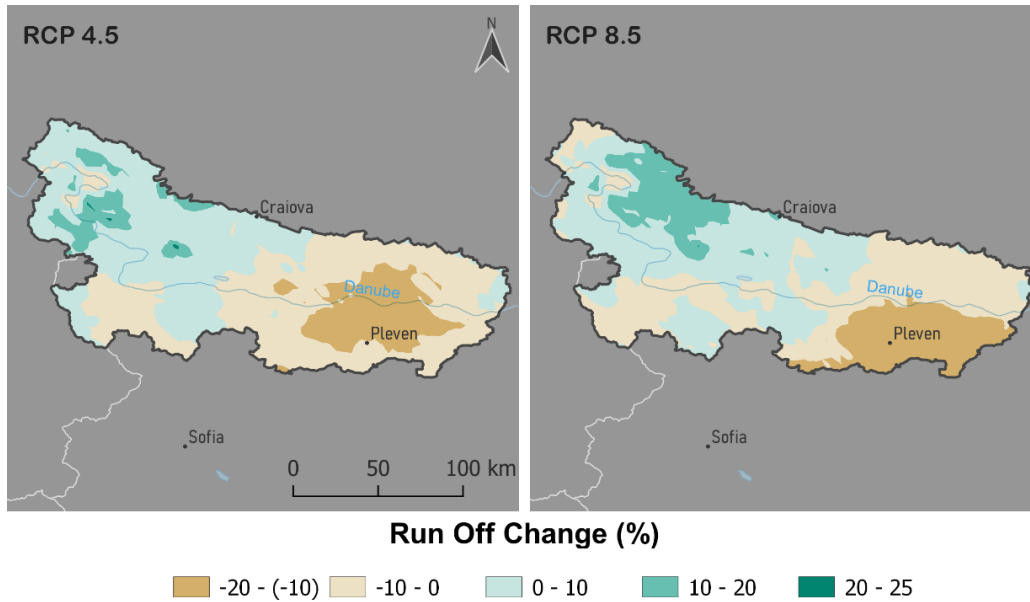 RCP 4.5
N
Craiova
Danube
Pleven
Sofia
0 50 100 km
RCP 8.5
Craiova
Danube
Pleven
Sofia
Run Off Change (%)
-20 - (-10) -10 - 0 0 - 10 10 - 20 20 - 25